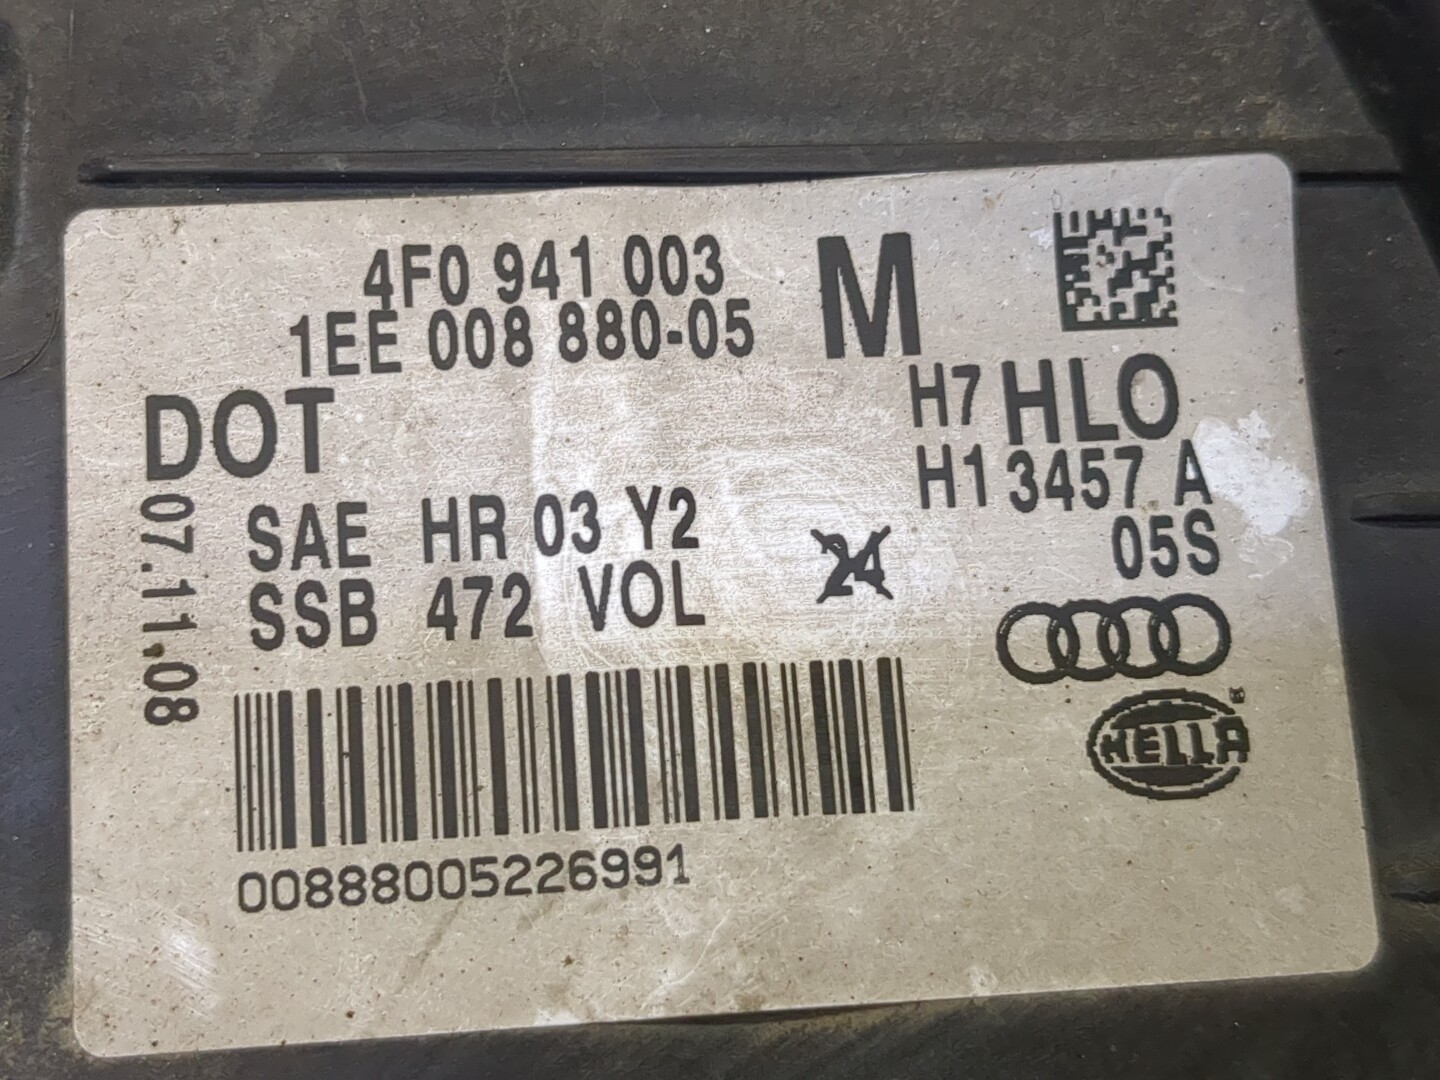 4F0 941 003 M
1EE 008 880-05
DOT H7 HLO
H1 3457 A
SAE HR 03 Y2
05S
SSB 472 VOL
24
07.11.08
HELLA
00888005226991